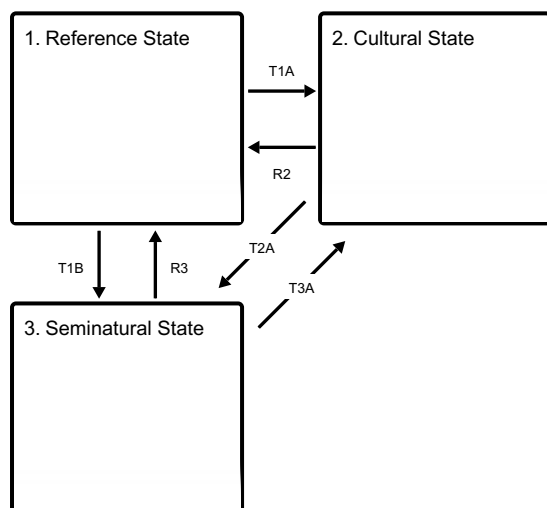 1. Reference State
2. Cultural State
T1A
R2
T1B
R3
T2A
T3A
3. Seminatural State